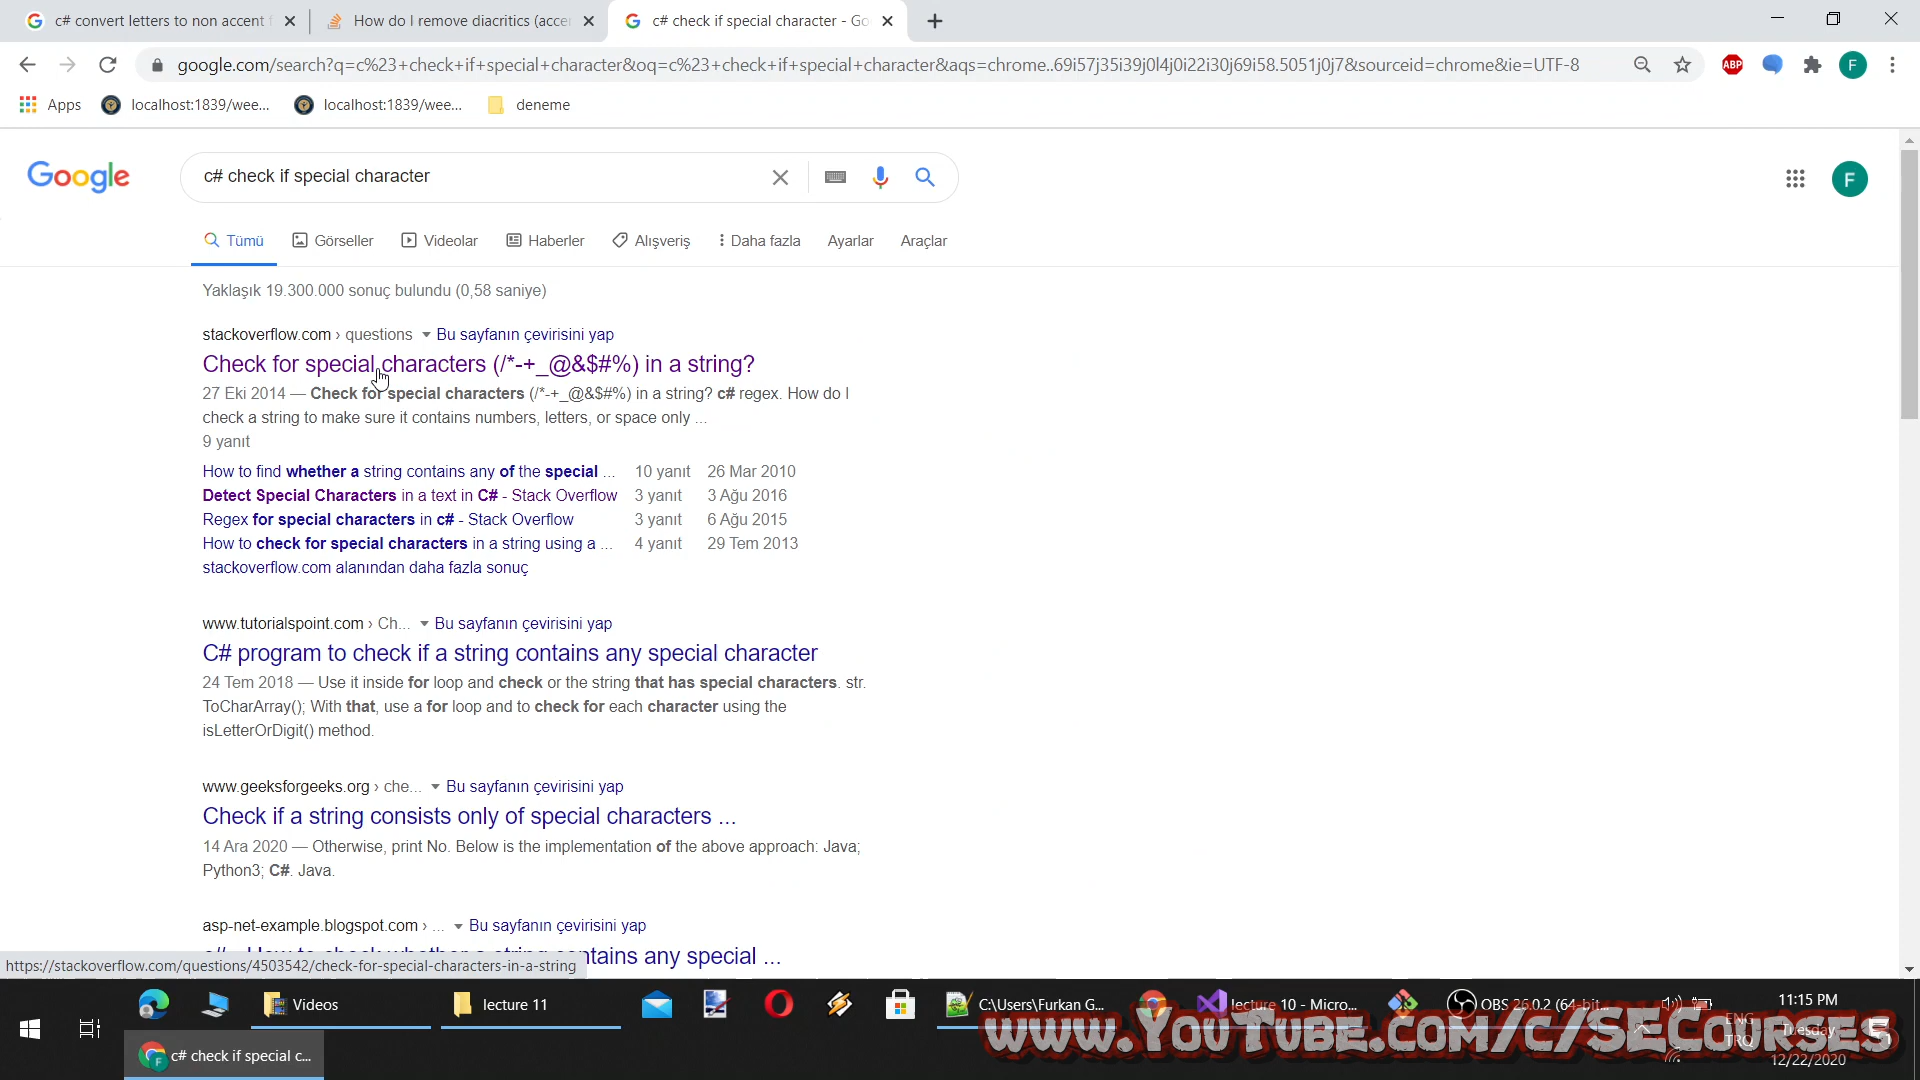 c# convert letters to non accent f
How do I remove diacritics (acce
c# check if special character - Go
google.com/search?q=c%23+check+if+special+character&oq=c%23+check+if+special+character&aqs=chrome..69i57j35i39j0l4j0i22i30j69i58.5051j0j7&sourceid=chrome&ie=UTF-8
ABP
F
Apps
localhost:1839/wee...
localhost:1839/wee...
deneme
Google
c# check if special character
F
Tümü
Görseller
Videolar
Haberler
Alışveriş
Daha fazla
Ayarlar
Araçlar
Yaklaşık 19.300.000 sonuç bulundu (0,58 saniye)
stackoverflow.com › questions Bu sayfanın çevirisini yap
Check for special characters (/*-+_@&$#%) in a string?
27 Eki 2014 — Check for special characters (/*-+_@&$#%) in a string? c# regex. How do I
check a string to make sure it contains numbers, letters, or space only ...
9 yanıt
How to find whether a string contains any of the special ... 10 yanıt 26 Mar 2010
Detect Special Characters in a text in C# - Stack Overflow 3 yanıt 3 Ağu 2016
Regex for special characters in c# - Stack Overflow 3 yanıt 6 Ağu 2015
How to check for special characters in a string using a ... 4 yanıt 29 Tem 2013
stackoverflow.com alanından daha fazla sonuç
www.tutorialspoint.com › Ch... Bu sayfanın çevirisini yap
C# program to check if a string contains any special character
24 Tem 2018 — Use it inside for loop and check or the string that has special characters. str.
ToCharArray(); With that, use a for loop and to check for each character using the
isLetterOrDigit() method.
www.geeksforgeeks.org › che... Bu sayfanın çevirisini yap
Check if a string consists only of special characters ...
14 Ara 2020 — Otherwise, print No. Below is the implementation of the above approach: Java;
Python3; C#. Java.
asp-net-example.blogspot.com › ... Bu sayfanın çevirisini yap
c# - How to check whether a string contains any special ...
https://stackoverflow.com/questions/4503542/check-for-special-characters-in-a-string
Videos
lecture 11
C:\Users\Furkan G...
lecture 10 - Micro...
OBS 26.0.2 (64-bit...
11:15 PM
ENG
Tuesday
TRQ
12/22/2020
c# check if special c...
www.YouTube.com/c/SECourses